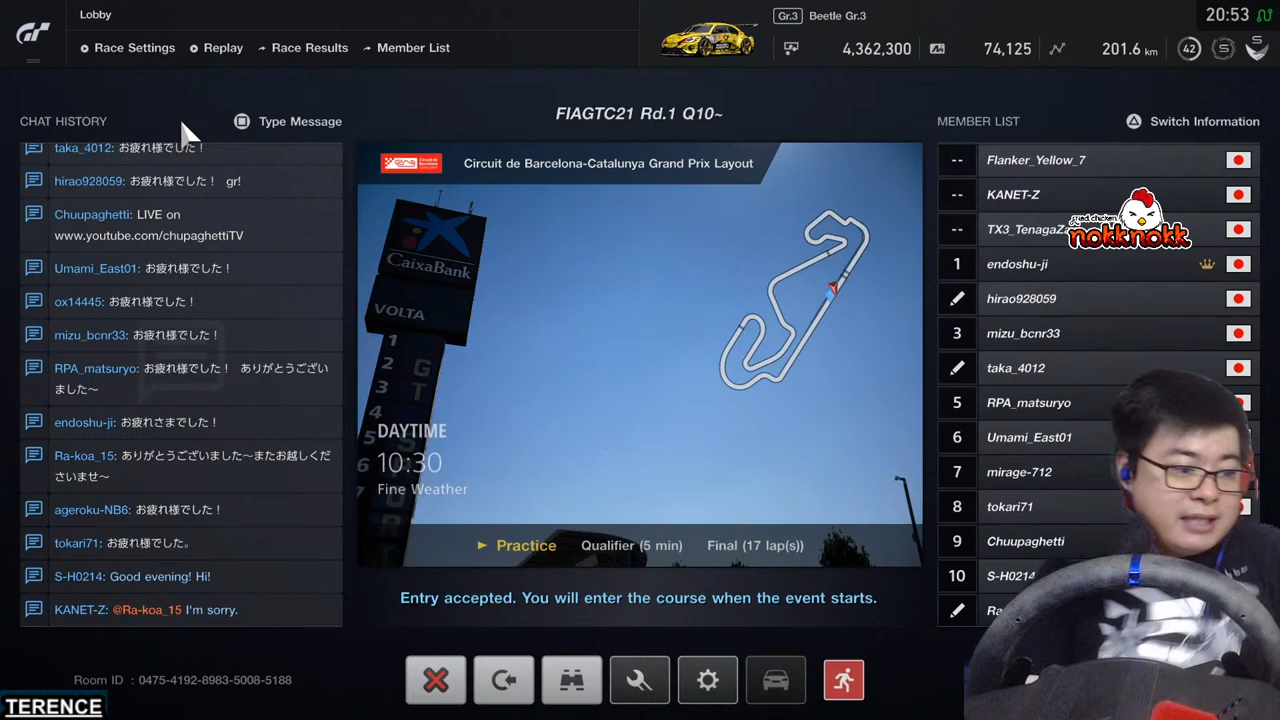 Lobby
Gr.3 Beetle Gr.3
20:53
Race Settings Replay Race Results Member List
4,362,300 74,125 201.6 km 42 S S
CHAT HISTORY Type Message
taka_4012: お疲れ様でした!
hirao928059: お疲れ様でした! gr!
Chuupaghetti: LIVE on
www.youtube.com/chupaghettiTV
Umami_East01: お疲れ様でした!
ox14445: お疲れ様でした!
mizu_bcnr33: お疲れ様でした!
RPA_matsuryo: お疲れ様でした! ありがとうござい
ました〜
endoshu-ji: お疲れさまでした!
Ra-koa_15: ありがとうございました〜またお越しくだ
さいませ〜
ageroku-NB6: お疲れ様でした!
tokari71: お疲れ様でした。
S-H0214: Good evening! Hi!
KANET-Z: @Ra-koa_15 I'm sorry.
Room ID : 0475-4192-8983-5008-5188
TERENCE
FIAGTC21 Rd.1 Q10~
Circuit de Barcelona-Catalunya Grand Prix Layout
CaixaBank
VOLTA
1
2
3
4
5
6
7
G
T
DAYTIME
10:30
Fine Weather
Practice Qualifier (5 min) Final (17 lap(s))
Entry accepted. You will enter the course when the event starts.
MEMBER LIST Switch Information
-- Flanker_Yellow_7
-- KANET-Z
-- TX3_TenagaZ
nokknokk
1 endoshu-ji
hirao928059
3 mizu_bcnr33
taka_4012
5 RPA_matsuryo
6 Umami_East01
7 mirage-712
8 tokari71
9 Chuupaghetti
10 S-H0214
Ra